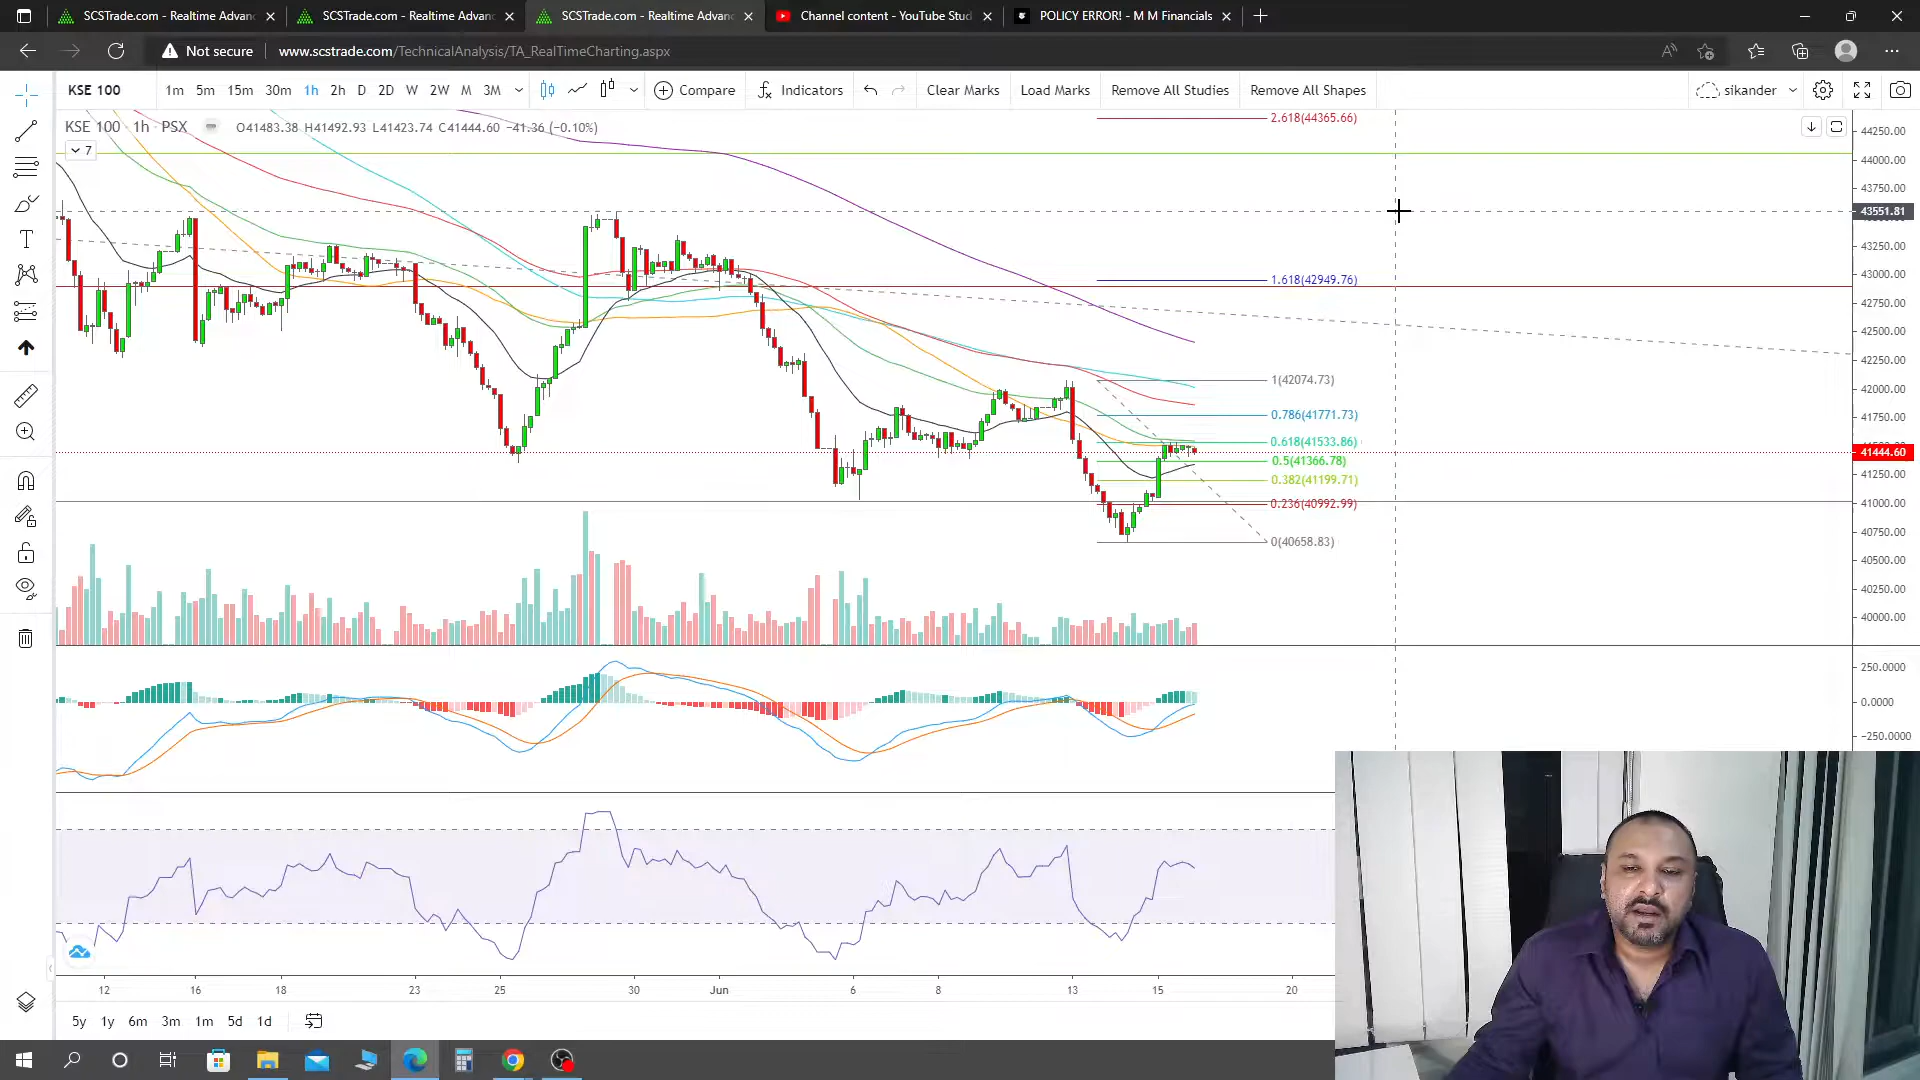 SCSTrade.com - Realtime Advanc
SCSTrade.com - Realtime Advanc
SCSTrade.com - Realtime Advanc
Channel content - YouTube Stud
POLICY ERROR! - M M Financials
Not secure
www.scstrade.com/TechnicalAnalysis/TA_RealTimeCharting.aspx
KSE 100
1m 5m 15m 30m 1h 2h D 2D W 2W M 3M
Compare
Indicators
Clear Marks
Load Marks
Remove All Studies
Remove All Shapes
sikander
KSE 100 · 1h · PSX
O41483.38 H41492.93 L41423.74 C41444.60 −41.36 (−0.10%)
7
2.618(44365.66)
1.618(42949.76)
1(42074.73)
0.786(41771.73)
0.618(41533.86)
0.5(41366.78)
0.382(41199.71)
0.236(40992.99)
0(40658.83)
44250.00
44000.00
43750.00
43551.81
43250.00
43000.00
42750.00
42500.00
42250.00
42000.00
41750.00
41444.60
41250.00
41000.00
40750.00
40500.00
40250.00
40000.00
250.0000
0.0000
−250.0000
12 16 18 23 25 30 Jun 6 8 13 15 20
5y 1y 6m 3m 1m 5d 1d